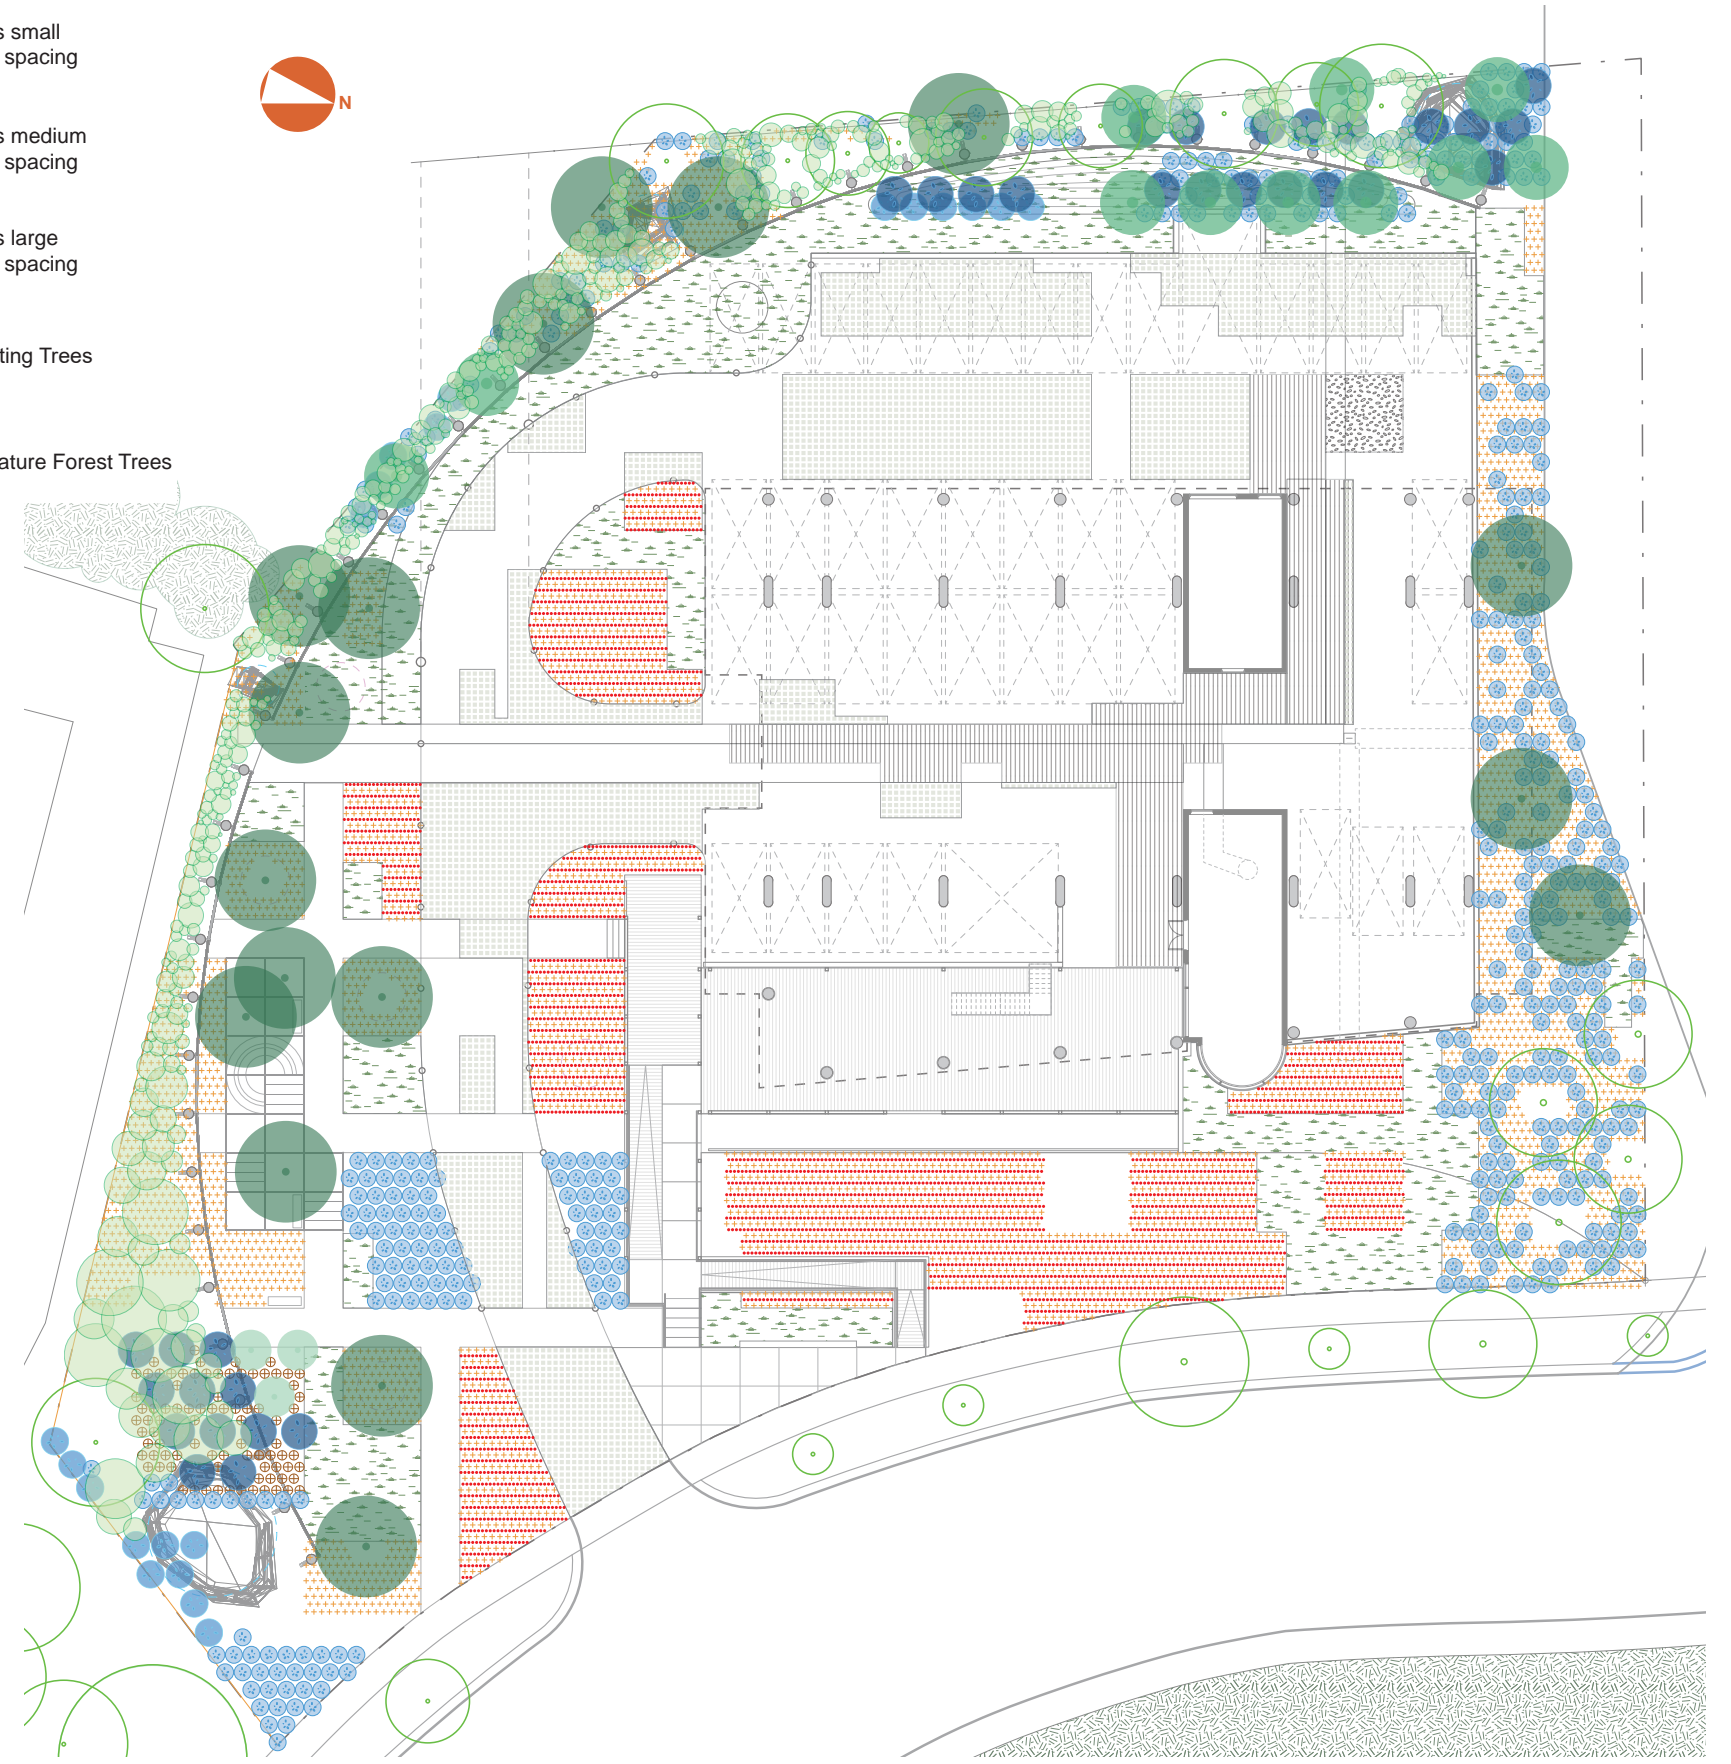 s small
spacing
N
s medium
spacing
s large
spacing
ting Trees
ature Forest Trees